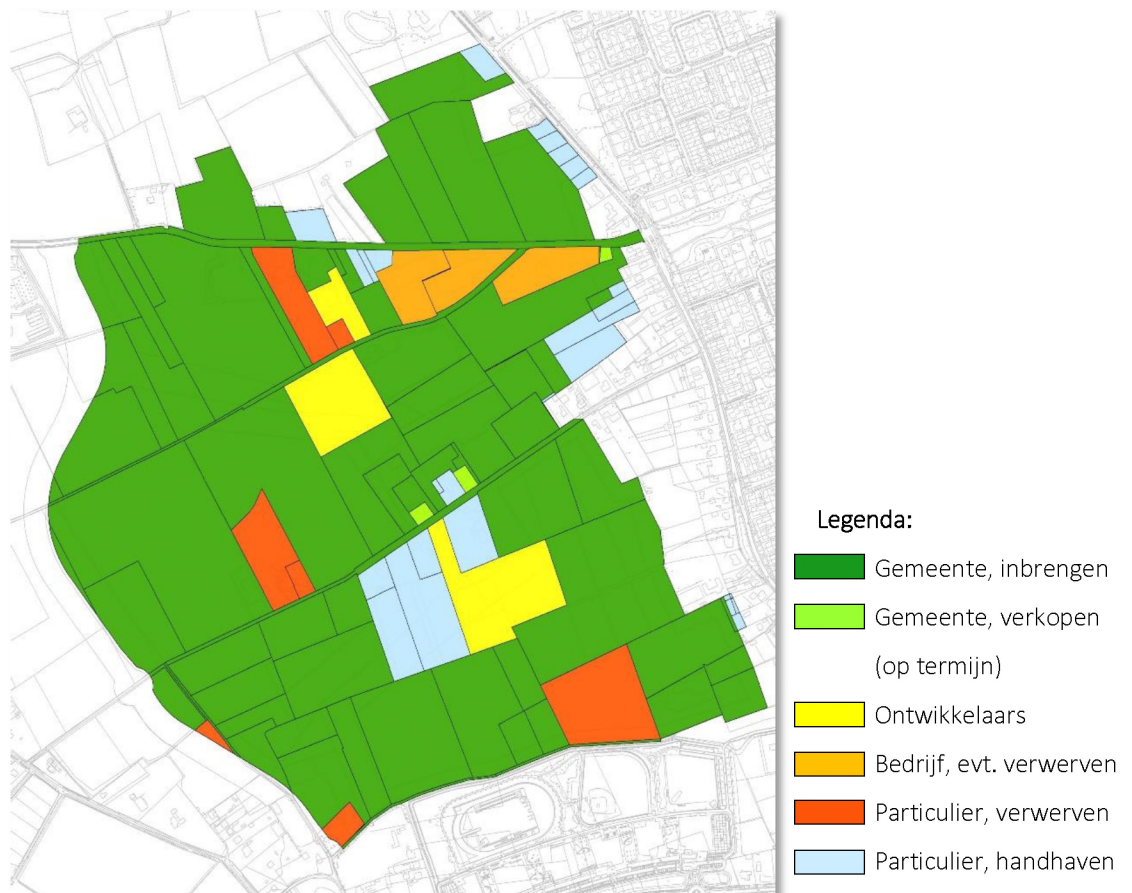 Legenda:
Gemeente, inbrengen
Gemeente, verkopen
(op termijn)
Ontwikkelaars
Bedrijf, evt. verwerven
Particulier, verwerven
Particulier, handhaven